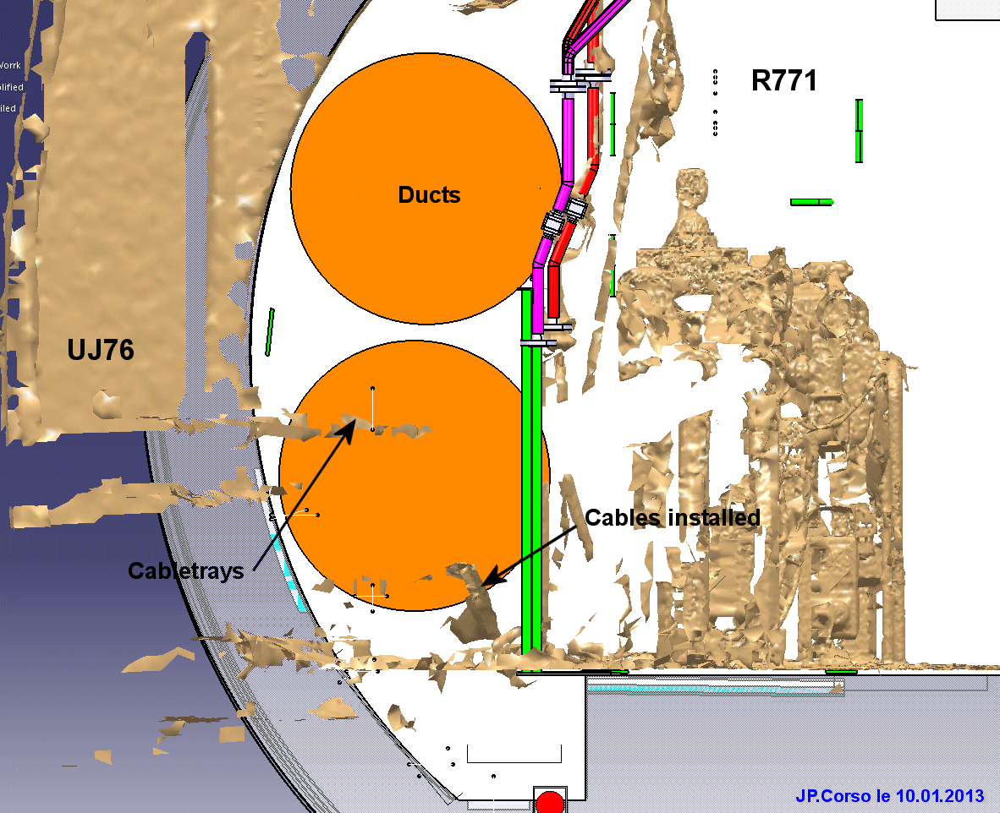 R771
Ducts
UJ76
Cables installed
Cabletrays
JP.Corso le 10.01.2013